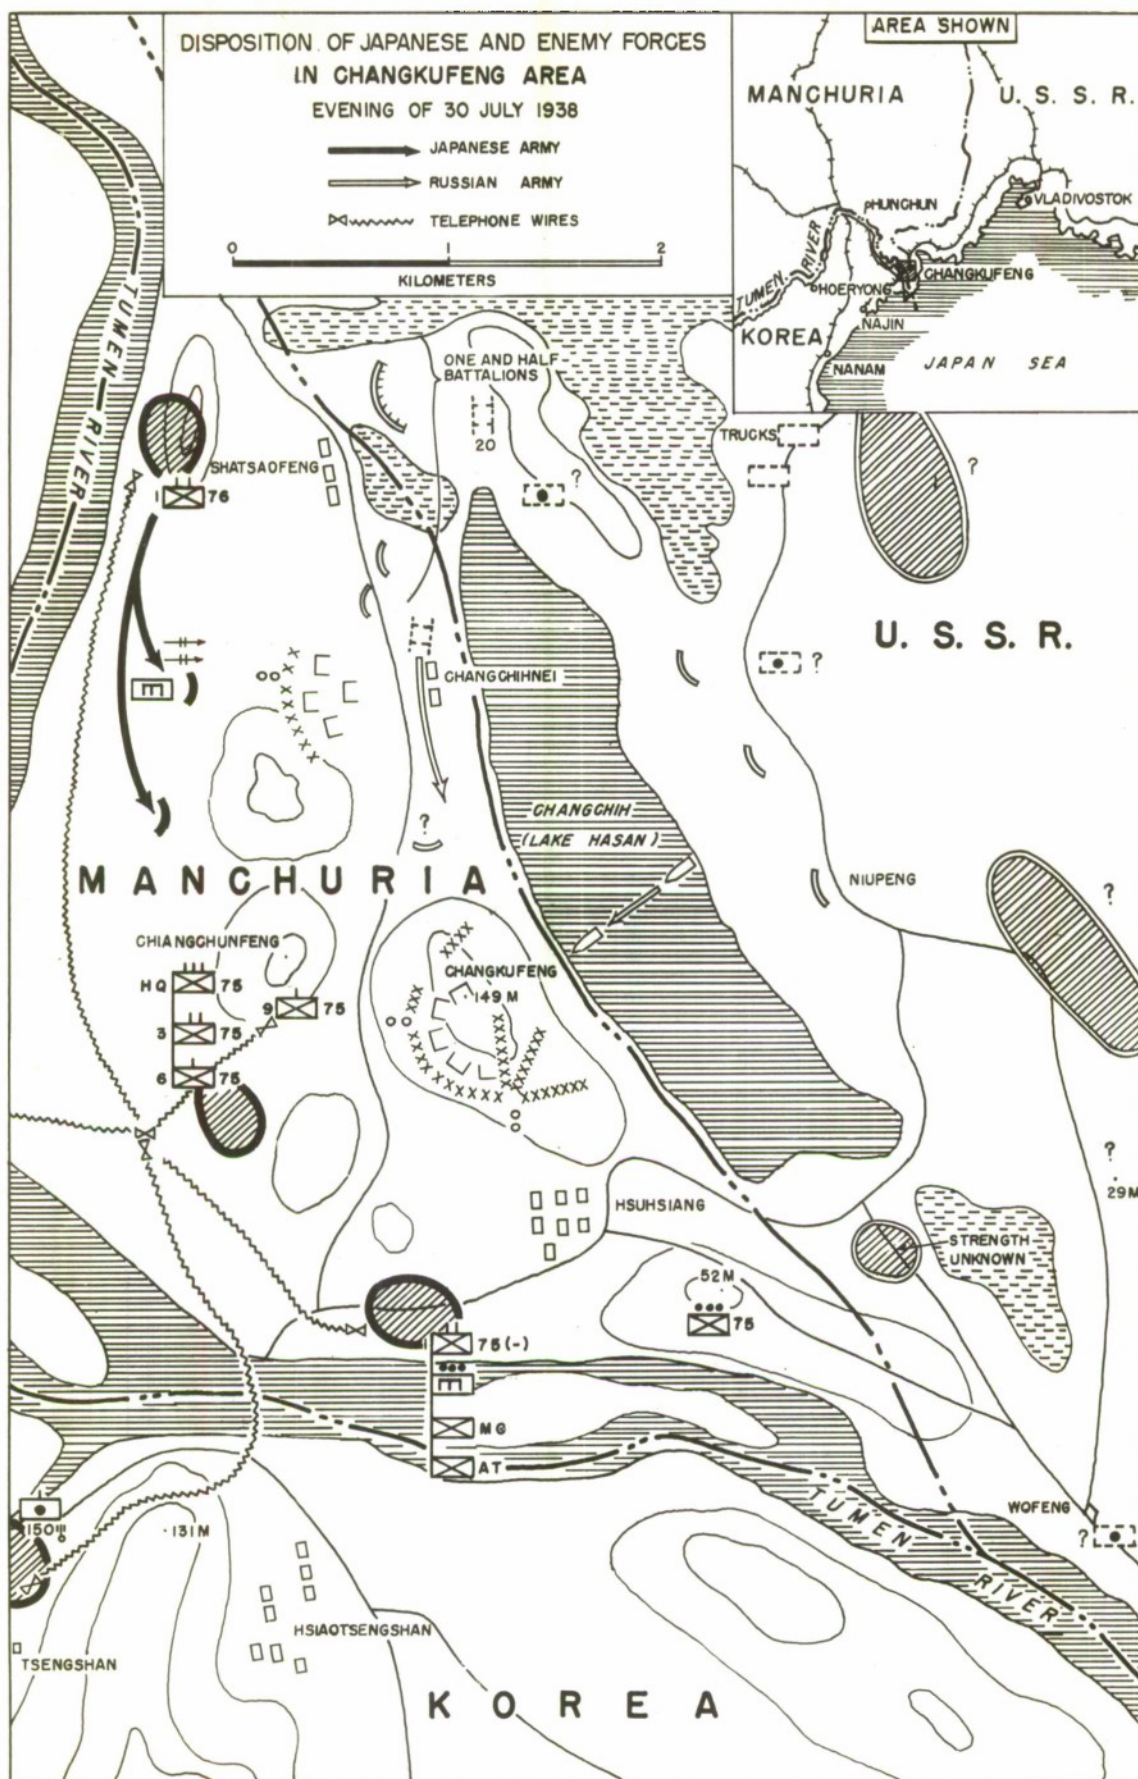 DISPOSITION OF JAPANESE AND ENEMY FORCES
IN CHANGKUFENG AREA
EVENING OF 30 JULY 1938
JAPANESE ARMY
RUSSIAN ARMY
TELEPHONE WIRES
0 1 2
KILOMETERS
AREA SHOWN
MANCHURIA
U. S. S. R.
HUNCHUN
VLADIVOSTOK
TUMEN RIVER
CHANGKUFENG
HOERYONG
NAJIN
KOREA
NANAM
JAPAN SEA
TUMEN RIVER
ONE AND HALF
BATTALIONS
20
?
TRUCKS
?
SHATSAOFENG
1 76
U. S. S. R.
?
CHANGCHIHNEI
?
CHANGCHIH
(LAKE HASAN)
MANCHURIA
NIUPENG
?
CHIANGCHUNFENG
HQ 75
9 75
3 75
6 75
CHANGKUFENG
149 M
?
29 M
HSUHSIANG
STRENGTH
UNKNOWN
52 M
75
75 (-)
MG
AT
TUMEN RIVER
WOFENG
?
150
131 M
HSIAOTSENGSHAN
TSENGSHAN
KOREA